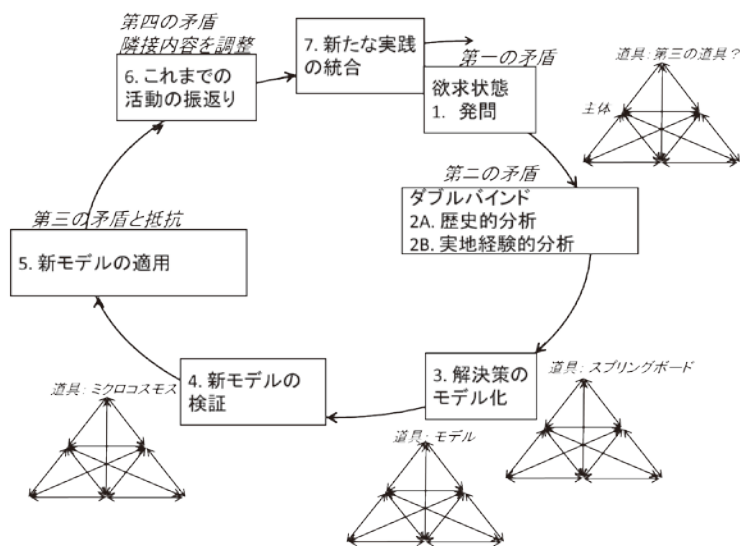 第四の矛盾
隣接内容を調整
6. これまでの
活動の振返り
7. 新たな実践
の統合
第一の矛盾
欲求状態
1. 発問
道具：第三の道具？
主体
第二の矛盾
ダブルバインド
2A. 歴史的分析
2B. 実地経験的分析
第三の矛盾と抵抗
5. 新モデルの適用
3. 解決策の
モデル化
道具：スプリングボード
4. 新モデルの
検証
道具：ミクロコスモス
道具：モデル